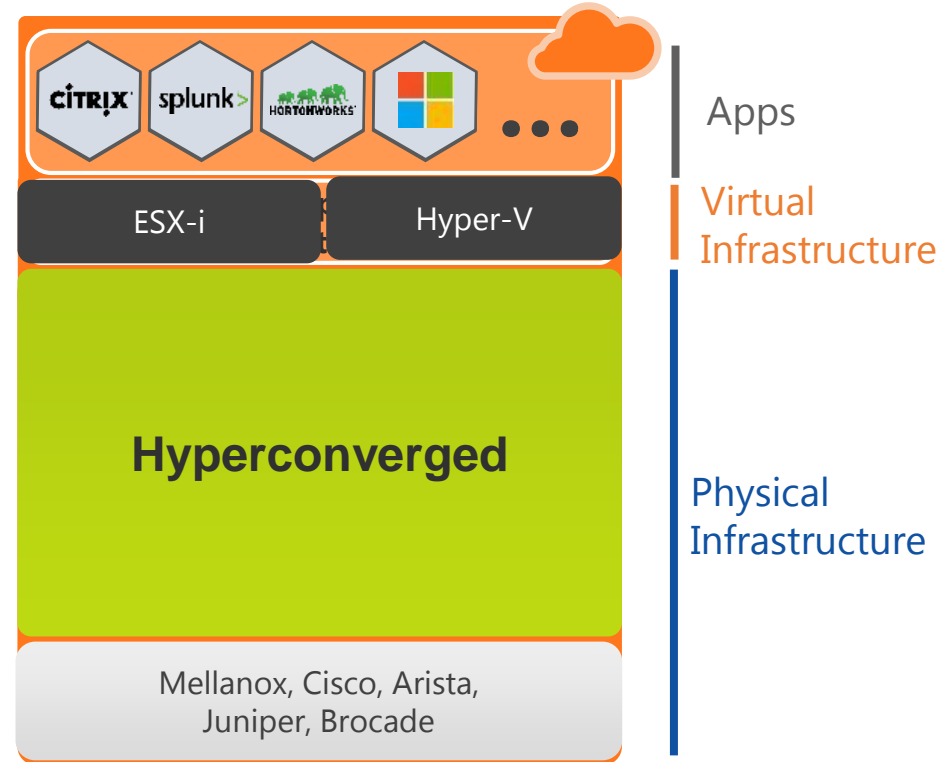 CITRIX
splunk>
HORTONWORKS
Apps
ESX-i
Hyper-V
Virtual
Infrastructure
Hyperconverged
Physical
Infrastructure
Mellanox, Cisco, Arista,
Juniper, Brocade